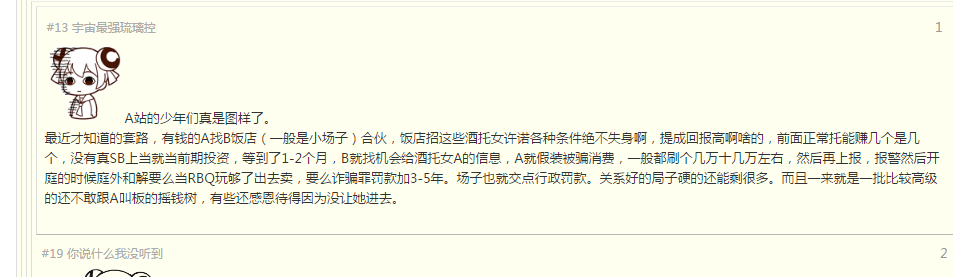 #13 宇宙最强琉璃控 1
A站的少年们真是图样了。
最近才知道的套路，有钱的A找B饭店（一般是小场子）合伙，饭店招这些酒托女许诺各种条件绝不失身啊，提成回报高啊啥的，前面正常托能赚几个是几
个，没有真SB上当就当前期投资，等到了1-2个月，B就找机会给酒托女A的信息，A就假装被骗消费，一般都刷个几万十几万左右，然后再上报，报警然后开
庭的时候庭外和解要么当RBQ玩够了出去卖，要么诈骗罪罚款加3-5年。场子也就交点行政罚款。关系好的局子硬的还能剩很多。而且一来就是一批比较高级
的还不敢跟A叫板的摇钱树，有些还感恩待得因为没让她进去。
#19 你说什么我没听到 2